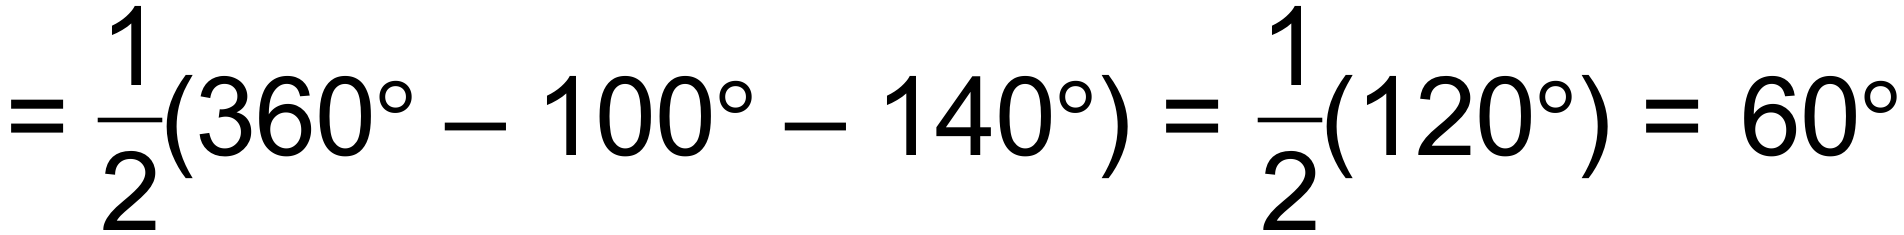 = 1/2(360° – 100° – 140°) = 1/2(120°) = 60°